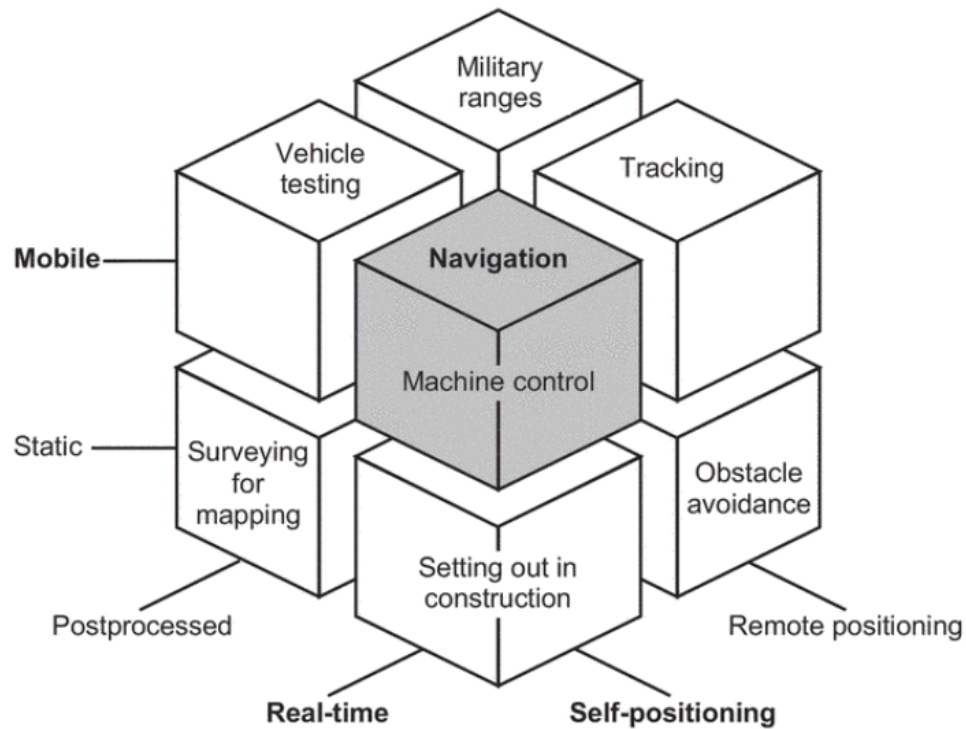 Military
ranges
Vehicle
testing
Tracking
Mobile
Navigation
Machine control
Static
Surveying
for
mapping
Obstacle
avoidance
Setting out in
construction
Postprocessed
Remote positioning
Real-time
Self-positioning